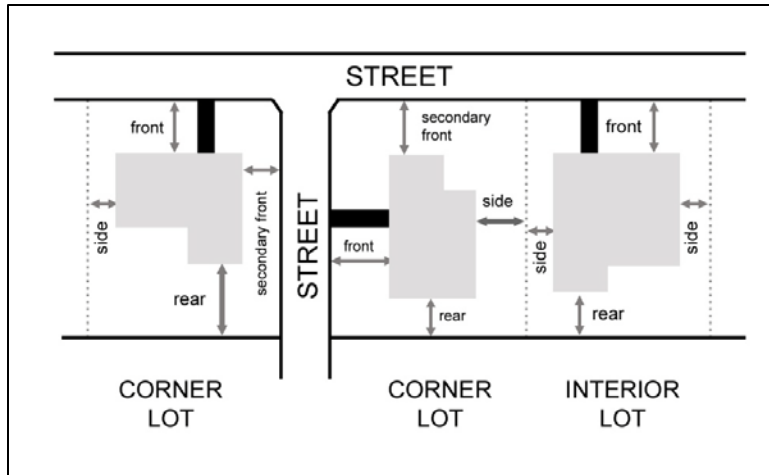 STREET
front
secondary
front
front
side
secondary front
STREET
side
side
side
front
rear
rear
rear
CORNER
LOT
CORNER
LOT
INTERIOR
LOT